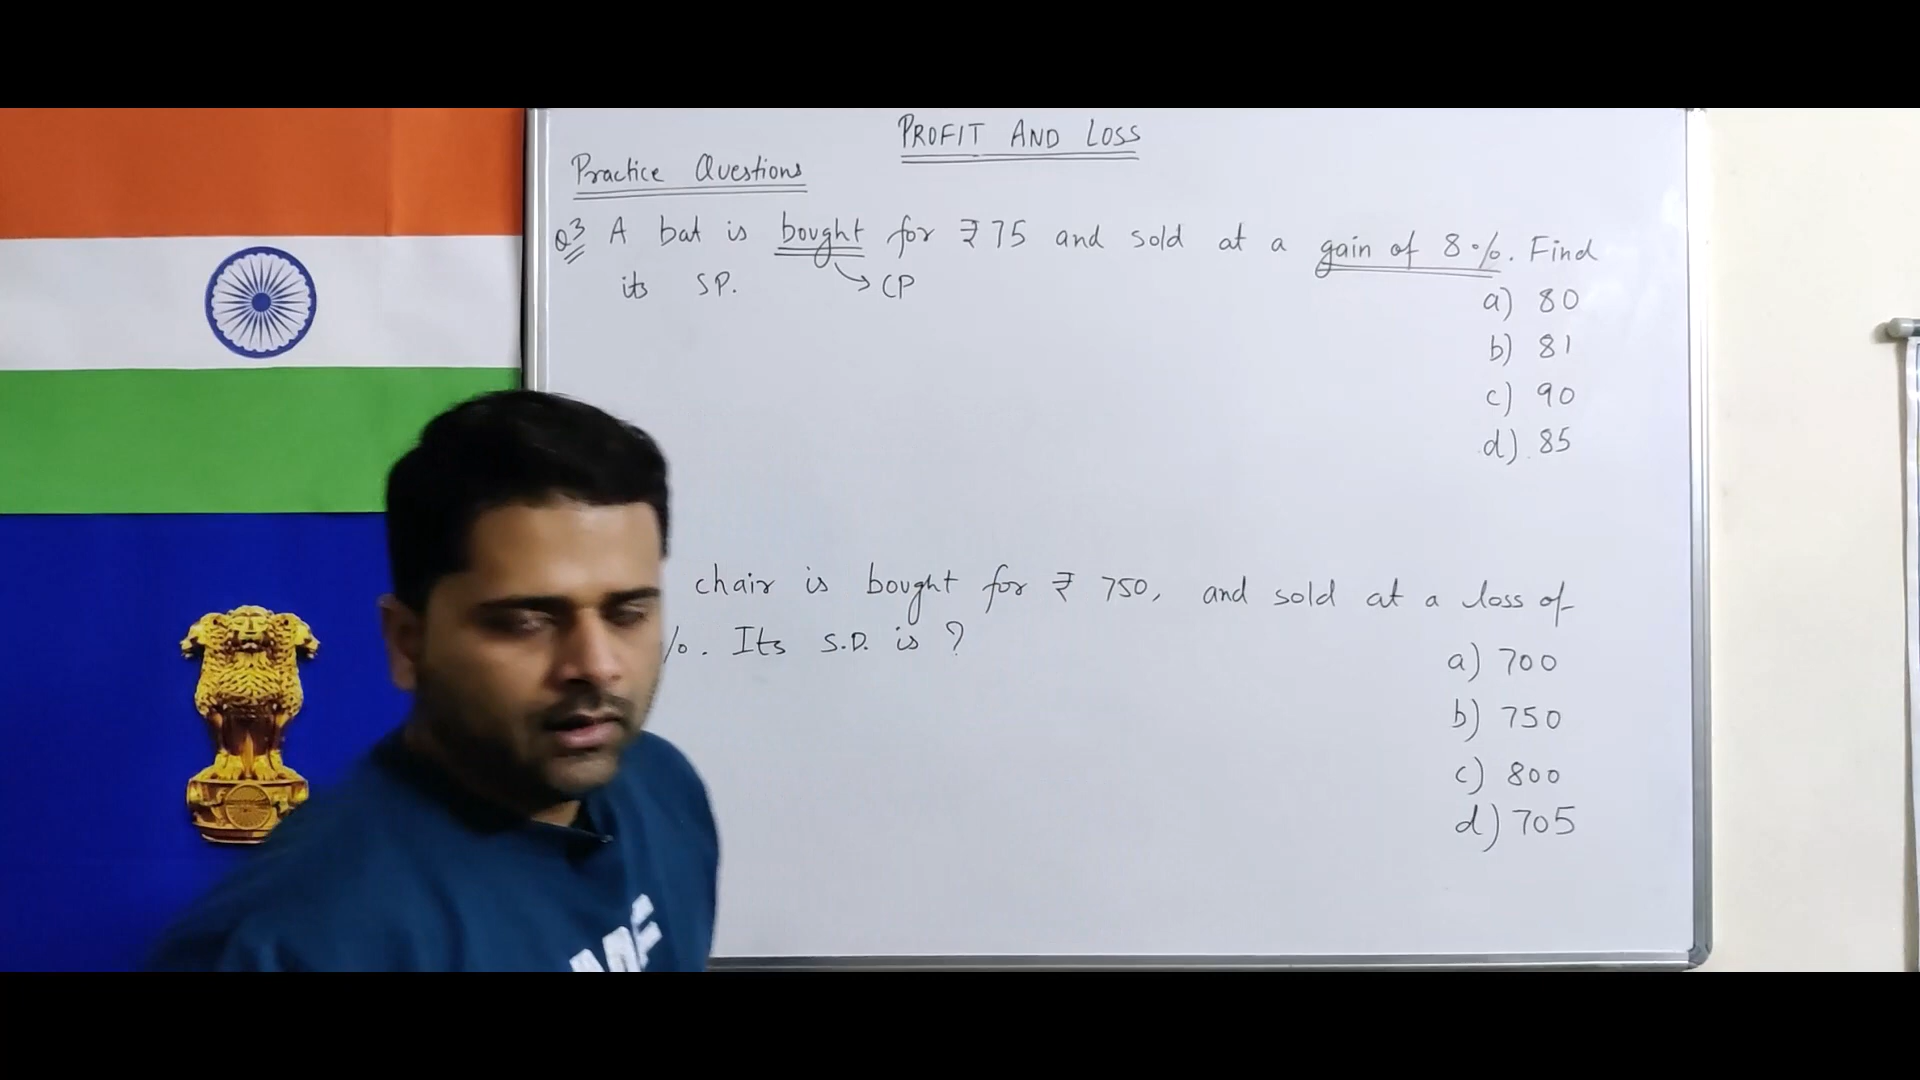 PROFIT AND LOSS
Practice Questions
Q3 A bat is bought for ₹75 and sold at a gain of 8%. Find
its SP. → CP
a) 80
b) 81
c) 90
d) 85
chair is bought for ₹ 750, and sold at a loss of
%. Its S.P. is ?
a) 700
b) 750
c) 800
d) 705